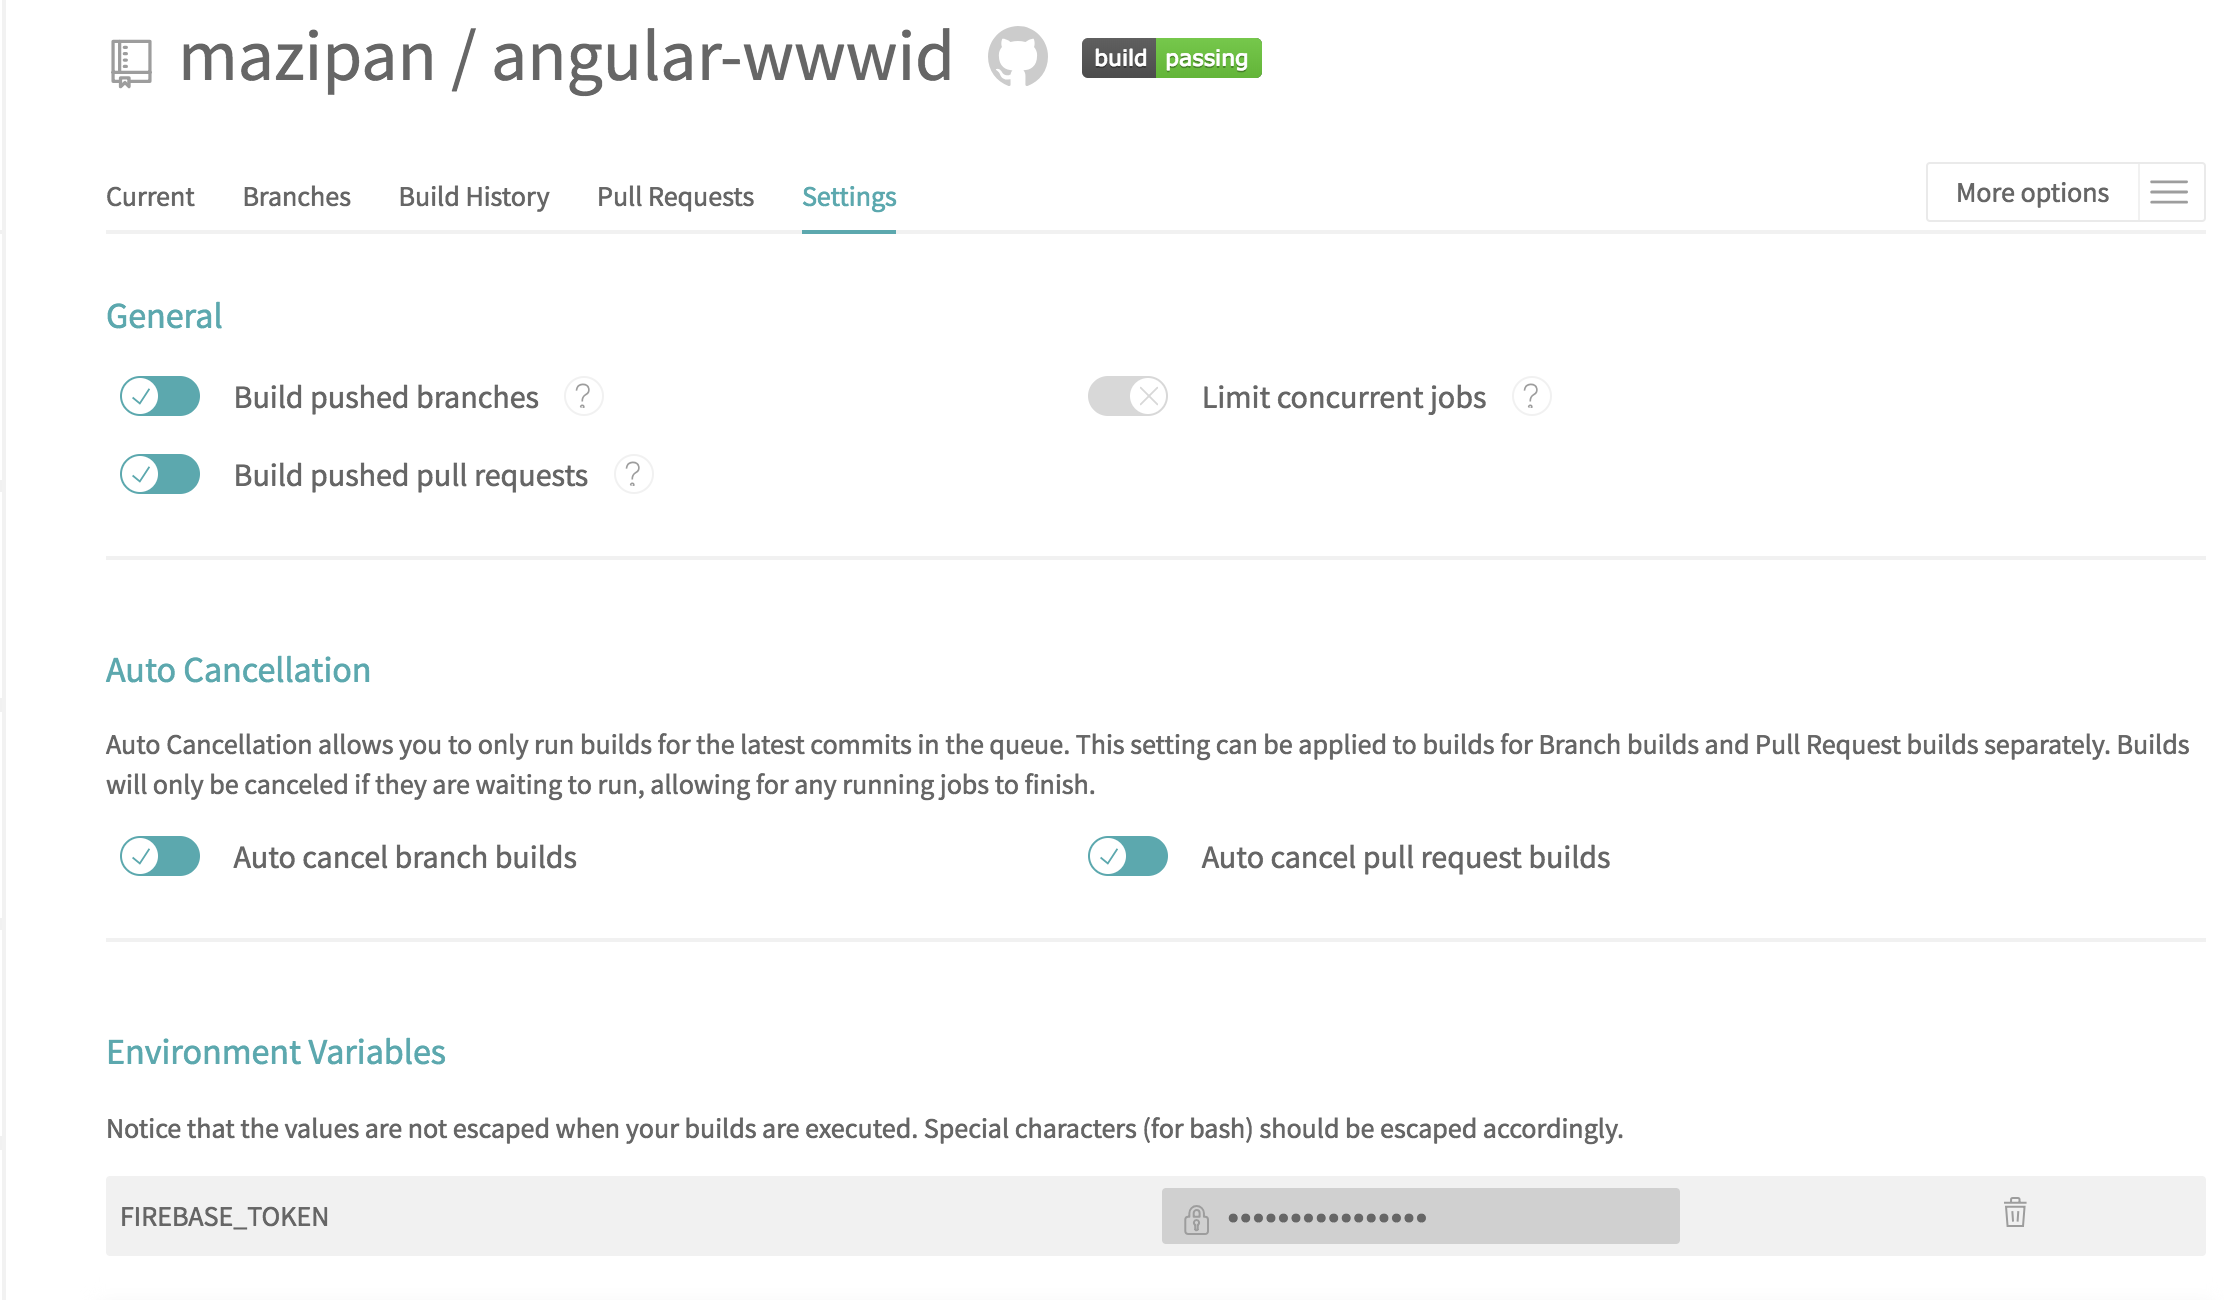 mazipan / angular-wwwid
build passing
Current Branches Build History Pull Requests Settings
More options
General
Build pushed branches ?
Limit concurrent jobs ?
Build pushed pull requests ?
Auto Cancellation
Auto Cancellation allows you to only run builds for the latest commits in the queue. This setting can be applied to builds for Branch builds and Pull Request builds separately. Builds
will only be canceled if they are waiting to run, allowing for any running jobs to finish.
Auto cancel branch builds
Auto cancel pull request builds
Environment Variables
Notice that the values are not escaped when your builds are executed. Special characters (for bash) should be escaped accordingly.
FIREBASE_TOKEN ••••••••••••••••